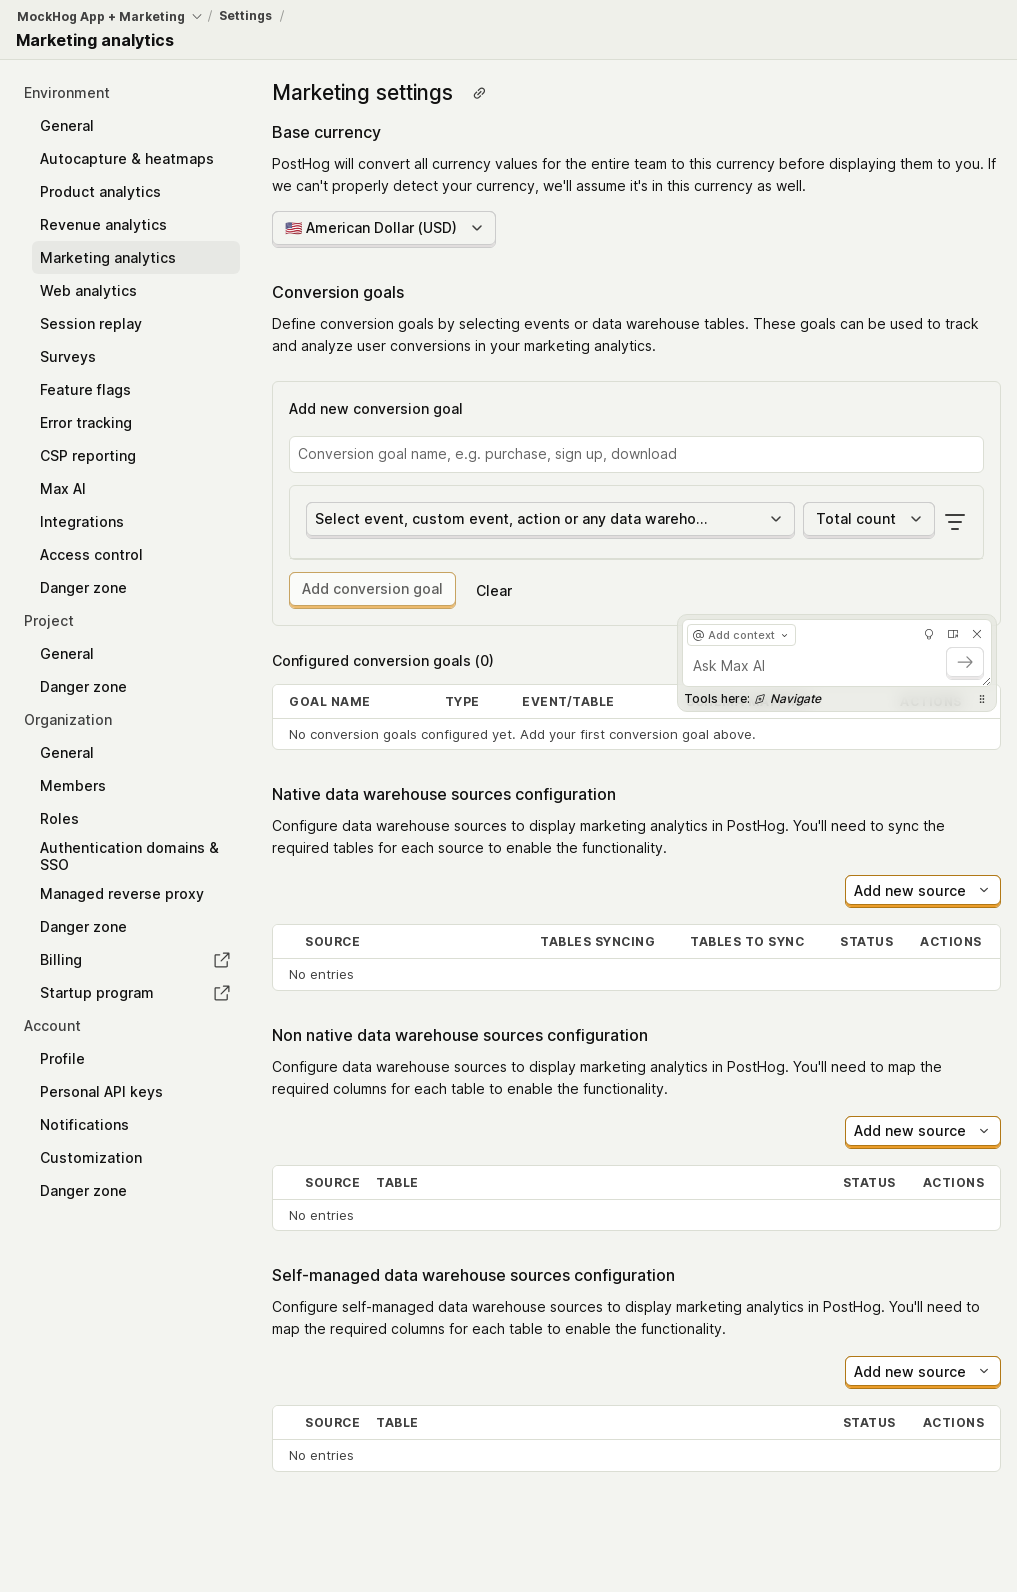 MockHog App + Marketing / Settings /
Marketing analytics
Environment
General
Autocapture & heatmaps
Product analytics
Revenue analytics
Marketing analytics
Web analytics
Session replay
Surveys
Feature flags
Error tracking
CSP reporting
Max AI
Integrations
Access control
Danger zone
Project
General
Danger zone
Organization
General
Members
Roles
Authentication domains &
SSO
Managed reverse proxy
Danger zone
Billing
Startup program
Account
Profile
Personal API keys
Notifications
Customization
Danger zone
Marketing settings
Base currency
PostHog will convert all currency values for the entire team to this currency before displaying them to you. If
we can't properly detect your currency, we'll assume it's in this currency as well.
🇺🇸 American Dollar (USD)
Conversion goals
Define conversion goals by selecting events or data warehouse tables. These goals can be used to track
and analyze user conversions in your marketing analytics.
Add new conversion goal
Conversion goal name, e.g. purchase, sign up, download
Select event, custom event, action or any data wareho... Total count
Add conversion goal Clear
@ Add context
Ask Max AI
Tools here: Navigate
Configured conversion goals (0)
GOAL NAME TYPE EVENT/TABLE ACTIONS
No conversion goals configured yet. Add your first conversion goal above.
Native data warehouse sources configuration
Configure data warehouse sources to display marketing analytics in PostHog. You'll need to sync the
required tables for each source to enable the functionality.
Add new source
SOURCE TABLES SYNCING TABLES TO SYNC STATUS ACTIONS
No entries
Non native data warehouse sources configuration
Configure data warehouse sources to display marketing analytics in PostHog. You'll need to map the
required columns for each table to enable the functionality.
Add new source
SOURCE TABLE STATUS ACTIONS
No entries
Self-managed data warehouse sources configuration
Configure self-managed data warehouse sources to display marketing analytics in PostHog. You'll need to
map the required columns for each table to enable the functionality.
Add new source
SOURCE TABLE STATUS ACTIONS
No entries